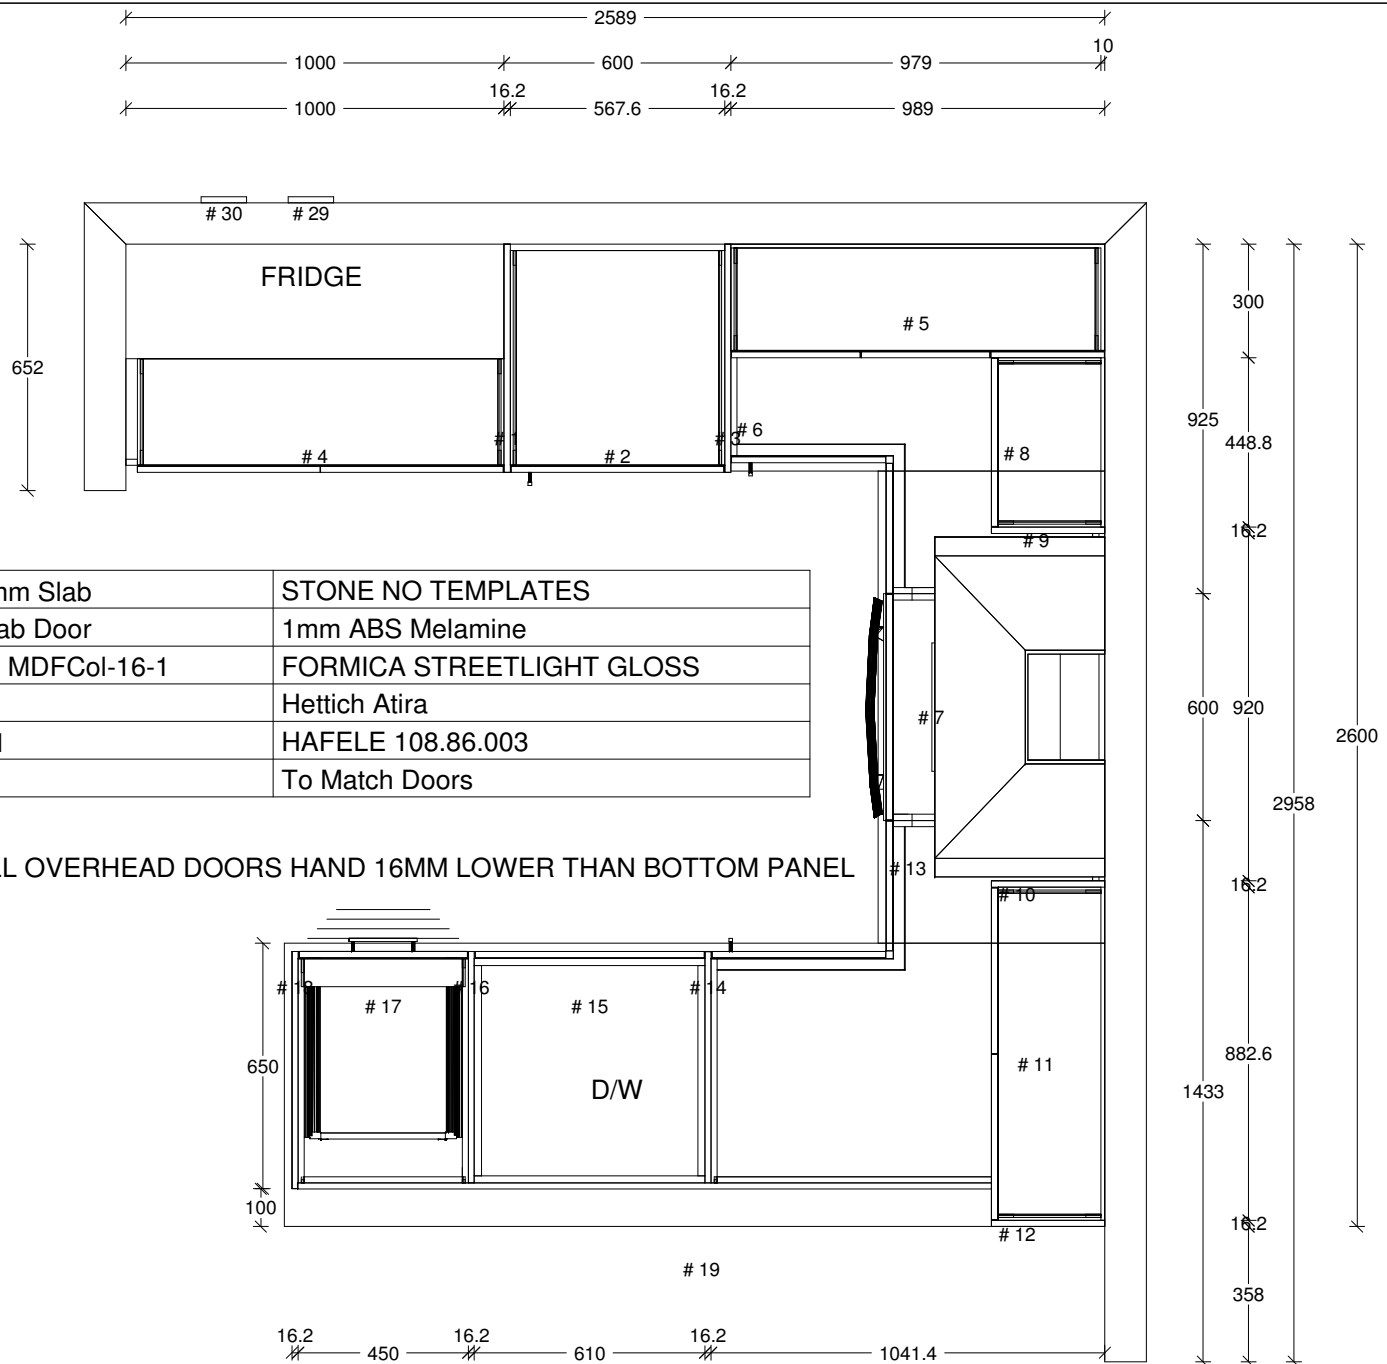 2589
1000 600 979 10
16.2 16.2
1000 567.6 989
# 30 # 29
FRIDGE
300
# 5
652
925
# 6
# 1 # 3
448.8
# 4 # 2 # 8
16.2
# 9
mm Slab STONE NO TEMPLATES
ab Door 1mm ABS Melamine
MDFCol-16-1 FORMICA STREETLIGHT GLOSS
Hettich Atira
HAFELE 108.86.003
To Match Doors
# 7
600 920
2600
2958
LL OVERHEAD DOORS HAND 16MM LOWER THAN BOTTOM PANEL
# 13
16.2
# 10
# 18 # 16 # 14
# 17 # 15
650
882.6
# 11
D/W
1433
100
16.2
# 12
# 19
358
16.2 16.2 16.2
450 610 1041.4